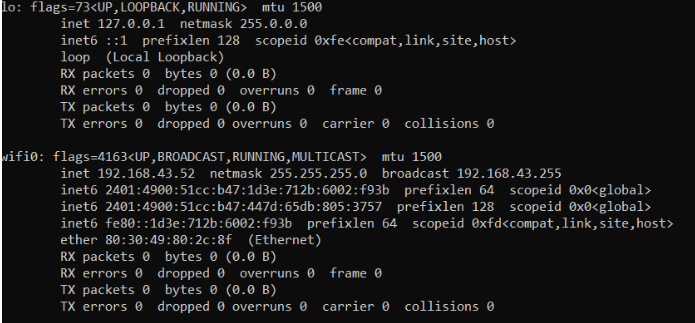 lo: flags=73<UP,LOOPBACK,RUNNING>  mtu 1500
inet 127.0.0.1  netmask 255.0.0.0
inet6 ::1  prefixlen 128  scopeid 0xfe<compat,link,site,host>
loop  (Local Loopback)
RX packets 0  bytes 0 (0.0 B)
RX errors 0  dropped 0  overruns 0  frame 0
TX packets 0  bytes 0 (0.0 B)
TX errors 0  dropped 0 overruns 0  carrier 0  collisions 0
wifi0: flags=4163<UP,BROADCAST,RUNNING,MULTICAST>  mtu 1500
inet 192.168.43.52  netmask 255.255.255.0  broadcast 192.168.43.255
inet6 2401:4900:51cc:b47:1d3e:712b:6002:f93b  prefixlen 64  scopeid 0x0<global>
inet6 2401:4900:51cc:b47:447d:65db:805:3757  prefixlen 128  scopeid 0x0<global>
inet6 fe80::1d3e:712b:6002:f93b  prefixlen 64  scopeid 0xfd<compat,link,site,host>
ether 80:30:49:80:2c:8f  (Ethernet)
RX packets 0  bytes 0 (0.0 B)
RX errors 0  dropped 0  overruns 0  frame 0
TX packets 0  bytes 0 (0.0 B)
TX errors 0  dropped 0 overruns 0  carrier 0  collisions 0